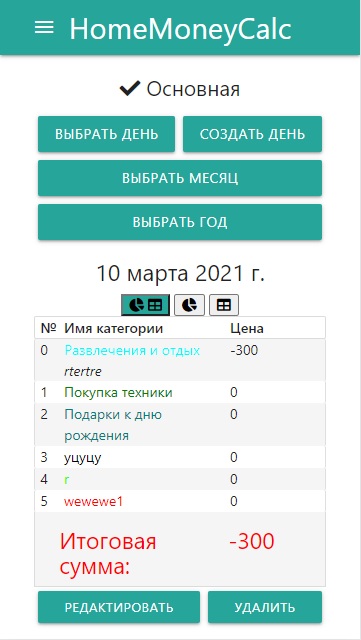 HomeMoneyCalc
Основная
ВЫБРАТЬ ДЕНЬ СОЗДАТЬ ДЕНЬ
ВЫБРАТЬ МЕСЯЦ
ВЫБРАТЬ ГОД
10 марта 2021 г.
№ Имя категории Цена
0 Развлечения и отдых -300
rtertre
1 Покупка техники 0
2 Подарки к дню 0
рождения
3 уцуцу 0
4 г 0
5 wewewe1 0
Итоговая -300
сумма:
РЕДАКТИРОВАТЬ УДАЛИТЬ